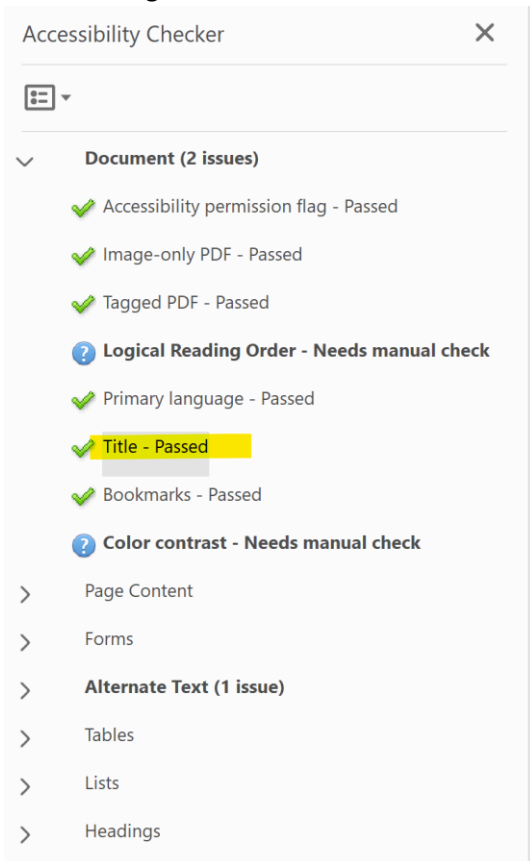 Accessibility Checker
Document (2 issues)
Accessibility permission flag - Passed
Image-only PDF - Passed
Tagged PDF - Passed
Logical Reading Order - Needs manual check
Primary language - Passed
Title - Passed
Bookmarks - Passed
Color contrast - Needs manual check
Page Content
Forms
Alternate Text (1 issue)
Tables
Lists
Headings